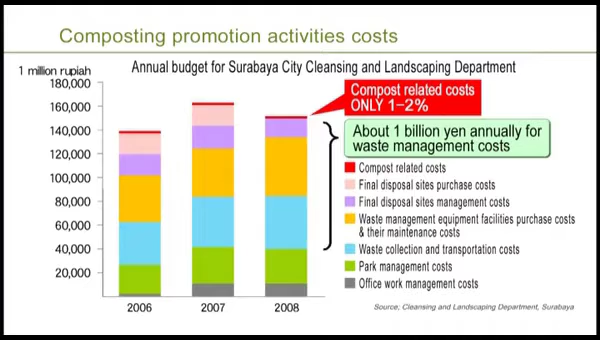 Composting promotion activities costs
1 million rupiah
Annual budget for Surabaya City Cleansing and Landscaping Department
180,000
160,000
140,000
120,000
100,000
80,000
60,000
40,000
20,000
2006
2007
2008
Compost related costs
ONLY 1–2%
About 1 billion yen annually for
waste management costs
Compost related costs
Final disposal sites purchase costs
Final disposal sites management costs
Waste management equipment facilities purchase costs
& their maintenance costs
Waste collection and transportation costs
Park management costs
Office work management costs
Source; Cleansing and Landscaping Department, Surabaya